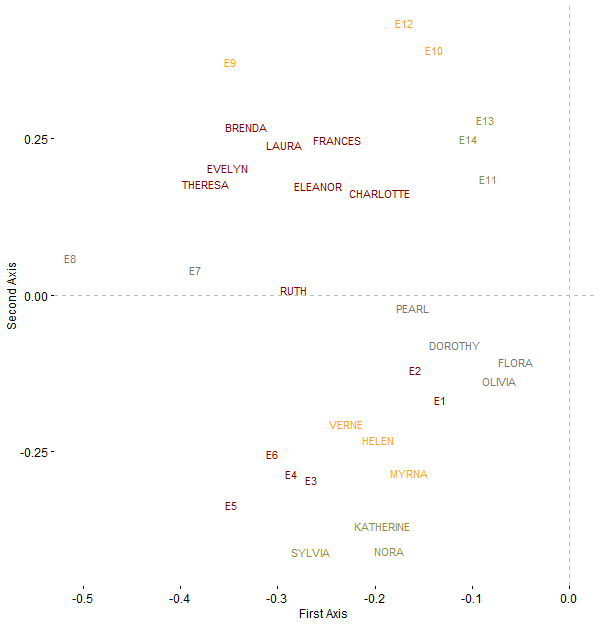 E12
E10
E9
E13
BRENDA
E14
FRANCES
LAURA
0.25
EVELYN
E11
THERESA
ELEANOR
CHARLOTTE
E8
E7
RUTH
0.00
Second Axis
PEARL
DOROTHY
FLORA
E2
OLIVIA
E1
VERNE
HELEN
-0.25
E6
E4
E3
MYRNA
E5
KATHERINE
SYLVIA
NORA
-0.5 -0.4 -0.3 -0.2 -0.1 0.0
First Axis